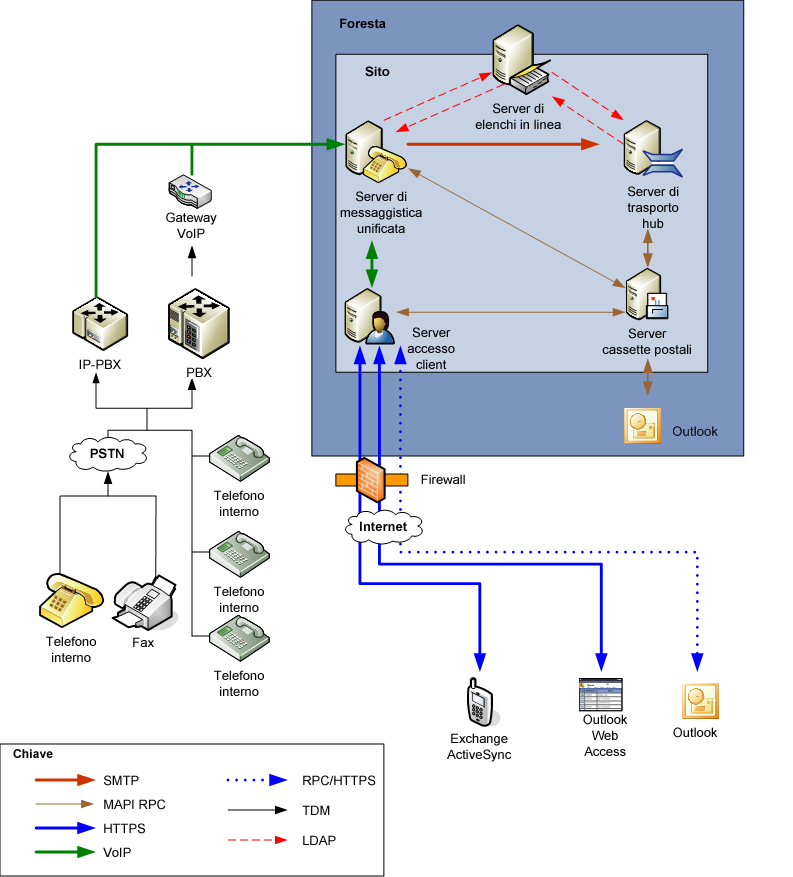 Foresta
Sito
Server di
elenchi in linea
Server di
messaggistica
unificata
Server di
trasporto
hub
Gateway
VoIP
IP-PBX
PBX
Server
accesso
client
Server
cassette postali
Outlook
PSTN
Telefono
interno
Firewall
Internet
Telefono
interno
Telefono
interno
Fax
Telefono
interno
Exchange
ActiveSync
Outlook
Web
Access
Outlook
Chiave
SMTP
MAPI RPC
HTTPS
VoIP
RPC/HTTPS
TDM
LDAP